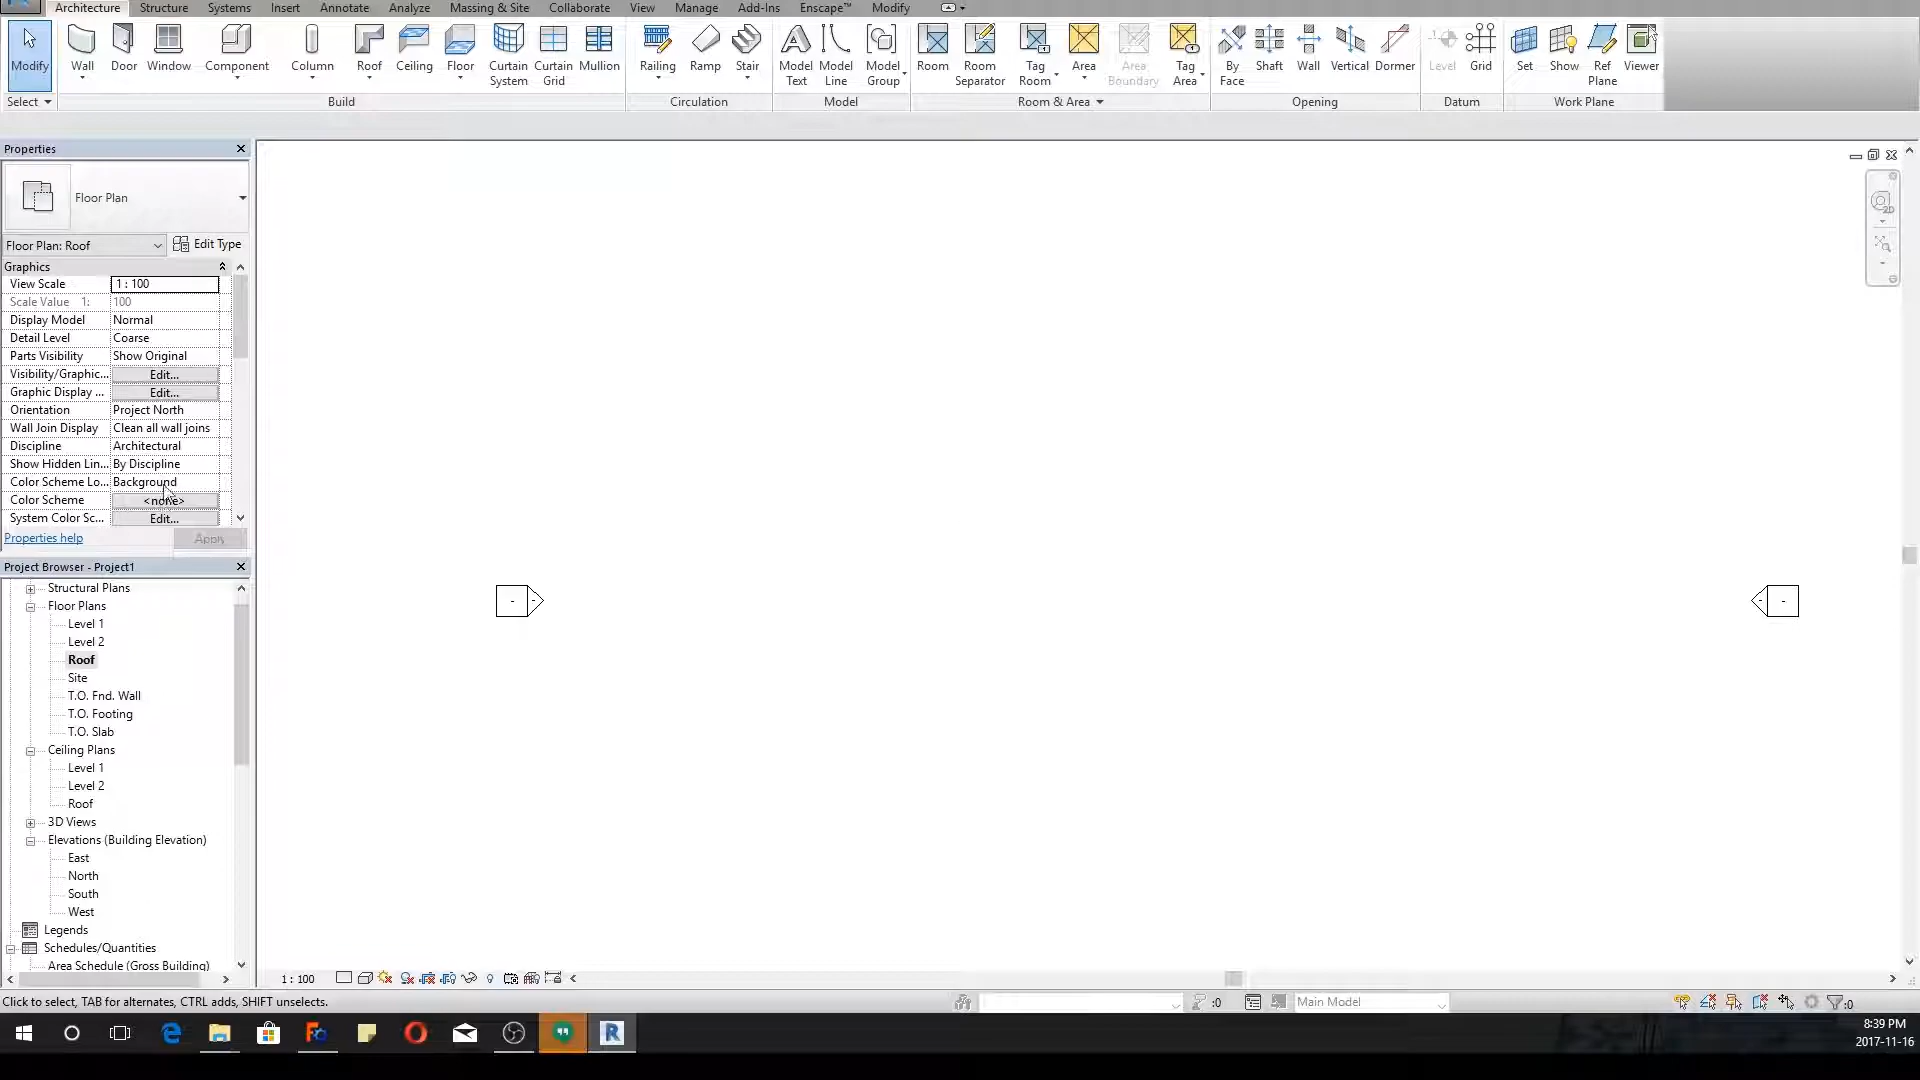 Architecture Structure Systems Insert Annotate Analyze Massing & Site Collaborate View Manage Add-Ins Enscape™ Modify
Modify Wall Door Window Component Column Roof Ceiling Floor Curtain System Curtain Grid Mullion Railing Ramp Stair Model Text Model Line Model Group Room Room Separator Tag Room Area Area Boundary Tag Area By Face Shaft Wall Vertical Dormer Level Grid Set Show Ref Plane Viewer
Select Build Circulation Model Room & Area Opening Datum Work Plane
Properties
Floor Plan
Floor Plan: Roof Edit Type
Graphics
View Scale 1 : 100
Scale Value 1: 100
Display Model Normal
Detail Level Coarse
Parts Visibility Show Original
Visibility/Graphic... Edit...
Graphic Display ... Edit...
Orientation Project North
Wall Join Display Clean all wall joins
Discipline Architectural
Show Hidden Lin... By Discipline
Color Scheme Lo... Background
Color Scheme <none>
System Color Sc... Edit...
Properties help Apply
Project Browser - Project1
Structural Plans
Floor Plans
Level 1
Level 2
Roof
Site
T.O. Fnd. Wall
T.O. Footing
T.O. Slab
Ceiling Plans
Level 1
Level 2
Roof
3D Views
Elevations (Building Elevation)
East
North
South
West
Legends
Schedules/Quantities
Area Schedule (Gross Building)
1 : 100
Click to select, TAB for alternates, CTRL adds, SHIFT unselects.
:0 Main Model :0
8:39 PM
2017-11-16